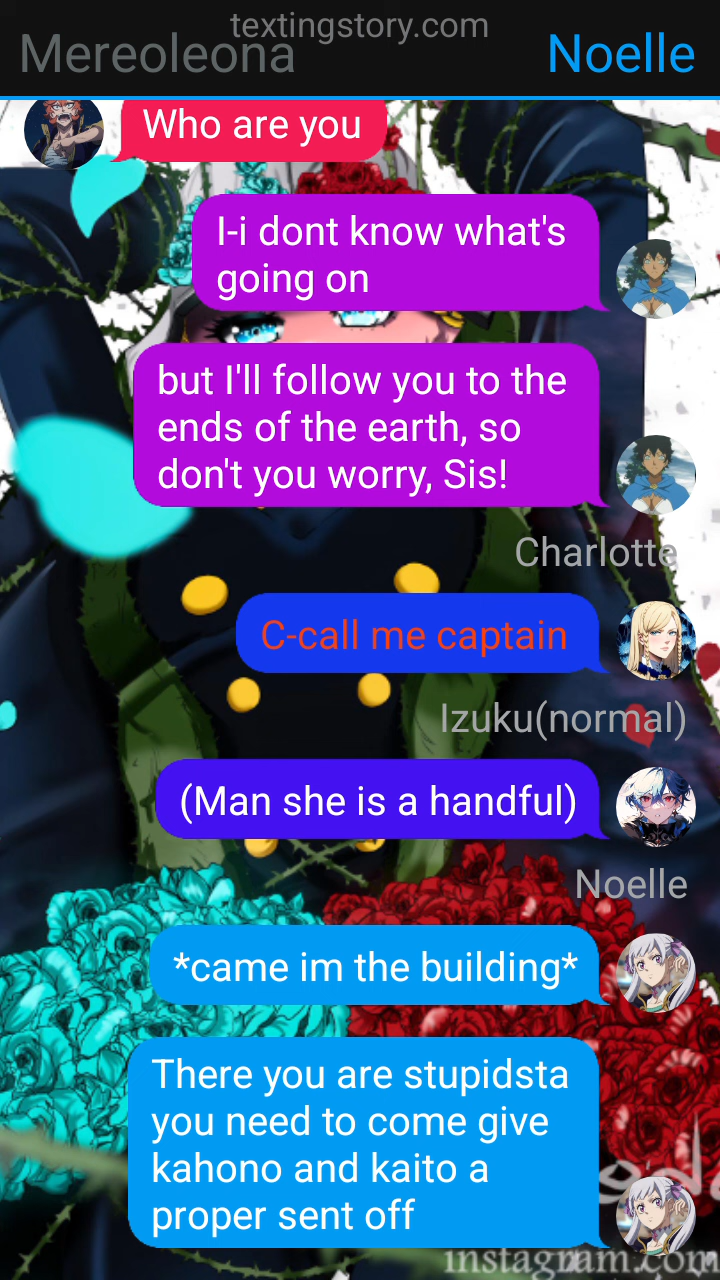 textingstory.com
Mereoleona
Noelle
Who are you
I-i dont know what's
going on
but I'll follow you to the
ends of the earth, so
don't you worry, Sis!
Charlotte
C-call me captain
Izuku(normal)
(Man she is a handful)
Noelle
*came im the building*
There you are stupidsta
you need to come give
kahono and kaito a
proper sent off
instagram.com